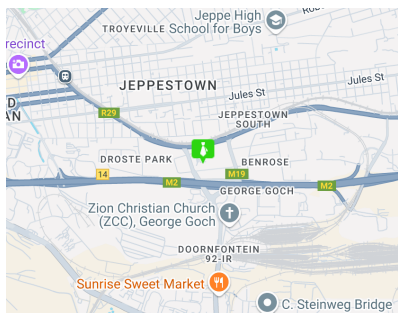 Jeppe High
School for Boys
TROYEVILLE
recinct
JEPPESTOWN
Jules St
Jules St
R29
JEPPESTOWN
SOUTH
DROSTE PARK
BENROSE
14
M2
M19
M2
GEORGE GOCH
Zion Christian Church
(ZCC), George Goch
DOORNFONTEIN
92-IR
Sunrise Sweet Market
C. Steinweg Bridge